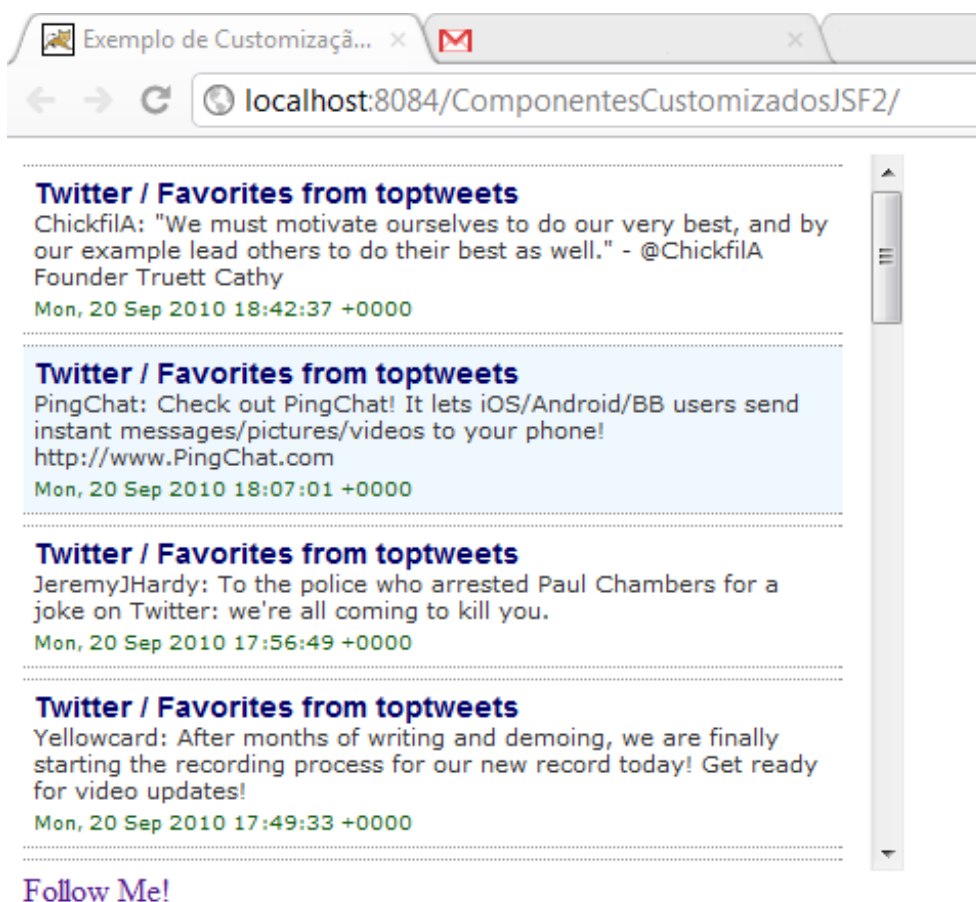 Exemplo de Customizaçã...
localhost:8084/ComponentesCustomizadosJSF2/
Twitter / Favorites from toptweets
ChickfilA: "We must motivate ourselves to do our very best, and by
our example lead others to do their best as well." - @ChickfilA
Founder Truett Cathy
Mon, 20 Sep 2010 18:42:37 +0000
Twitter / Favorites from toptweets
PingChat: Check out PingChat! It lets iOS/Android/BB users send
instant messages/pictures/videos to your phone!
http://www.PingChat.com
Mon, 20 Sep 2010 18:07:01 +0000
Twitter / Favorites from toptweets
JeremyJHardy: To the police who arrested Paul Chambers for a
joke on Twitter: we're all coming to kill you.
Mon, 20 Sep 2010 17:56:49 +0000
Twitter / Favorites from toptweets
Yellowcard: After months of writing and demoing, we are finally
starting the recording process for our new record today! Get ready
for video updates!
Mon, 20 Sep 2010 17:49:33 +0000
Follow Me!